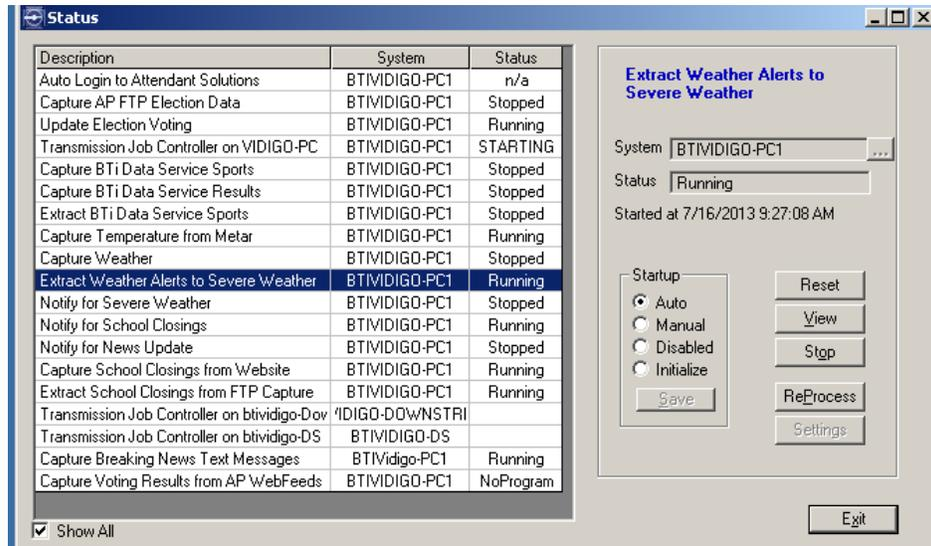 Status
Description System Status
Auto Login to Attendant Solutions BTIVIDIGO-PC1 n/a
Capture AP FTP Election Data BTIVIDIGO-PC1 Stopped
Update Election Voting BTIVIDIGO-PC1 Running
Transmission Job Controller on VIDIGO-PC BTIVIDIGO-PC1 STARTING
Capture BTi Data Service Sports BTIVIDIGO-PC1 Stopped
Capture BTi Data Service Results BTIVIDIGO-PC1 Stopped
Extract BTi Data Service Sports BTIVIDIGO-PC1 Stopped
Capture Temperature from Metar BTIVIDIGO-PC1 Running
Capture Weather BTIVIDIGO-PC1 Stopped
Extract Weather Alerts to Severe Weather BTIVIDIGO-PC1 Running
Notify for Severe Weather BTIVIDIGO-PC1 Stopped
Notify for School Closings BTIVIDIGO-PC1 Running
Notify for News Update BTIVIDIGO-PC1 Stopped
Capture School Closings from Website BTIVIDIGO-PC1 Running
Extract School Closings from FTP Capture BTIVIDIGO-PC1 Running
Transmission Job Controller on btividigo-Dow VIDIGO-DOWNSTRI
Transmission Job Controller on btividigo-DS BTIVIDIGO-DS
Capture Breaking News Text Messages BTIVidigo-PC1 Running
Capture Voting Results from AP WebFeeds BTIVIDIGO-PC1 NoProgram
Show All
Extract Weather Alerts to
Severe Weather
System BTIVIDIGO-PC1 ...
Status Running
Started at 7/16/2013 9:27:08 AM
Startup
Auto
Manual
Disabled
Initialize
Save
Reset
View
Stop
ReProcess
Settings
Exit